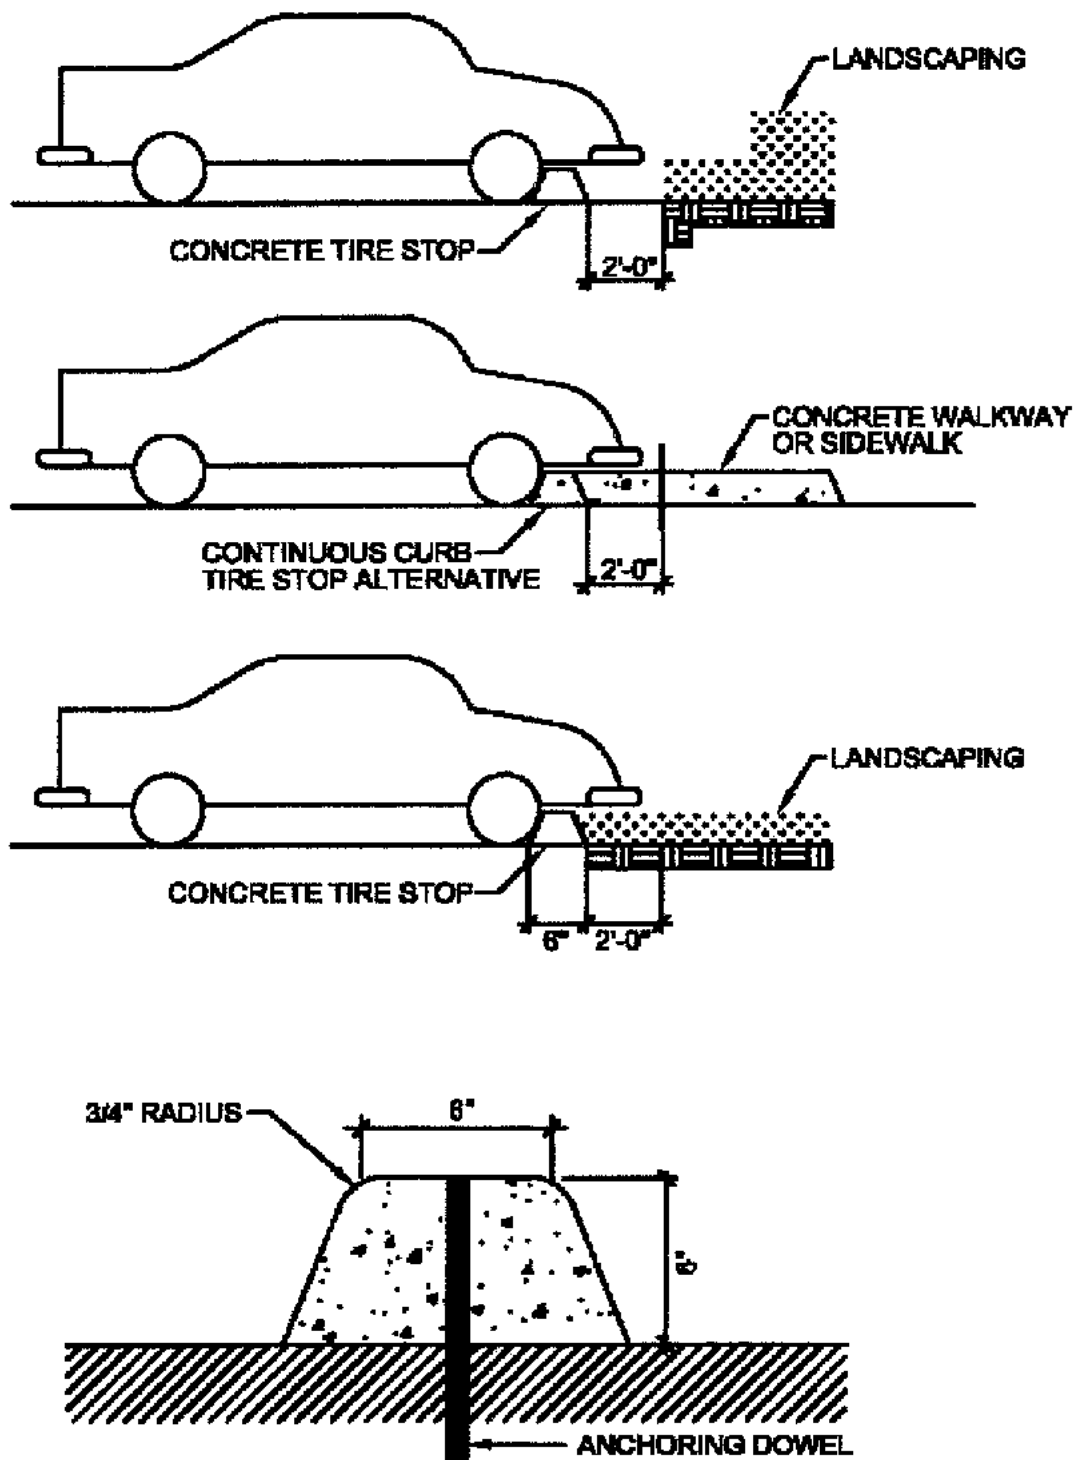 LANDSCAPING
CONCRETE TIRE STOP
2'-0"
CONCRETE WALKWAY
OR SIDEWALK
CONTINUOUS CURB
TIRE STOP ALTERNATIVE
2'-0"
LANDSCAPING
CONCRETE TIRE STOP
6"
2'-0"
3/4" RADIUS
6"
6"
ANCHORING DOWEL